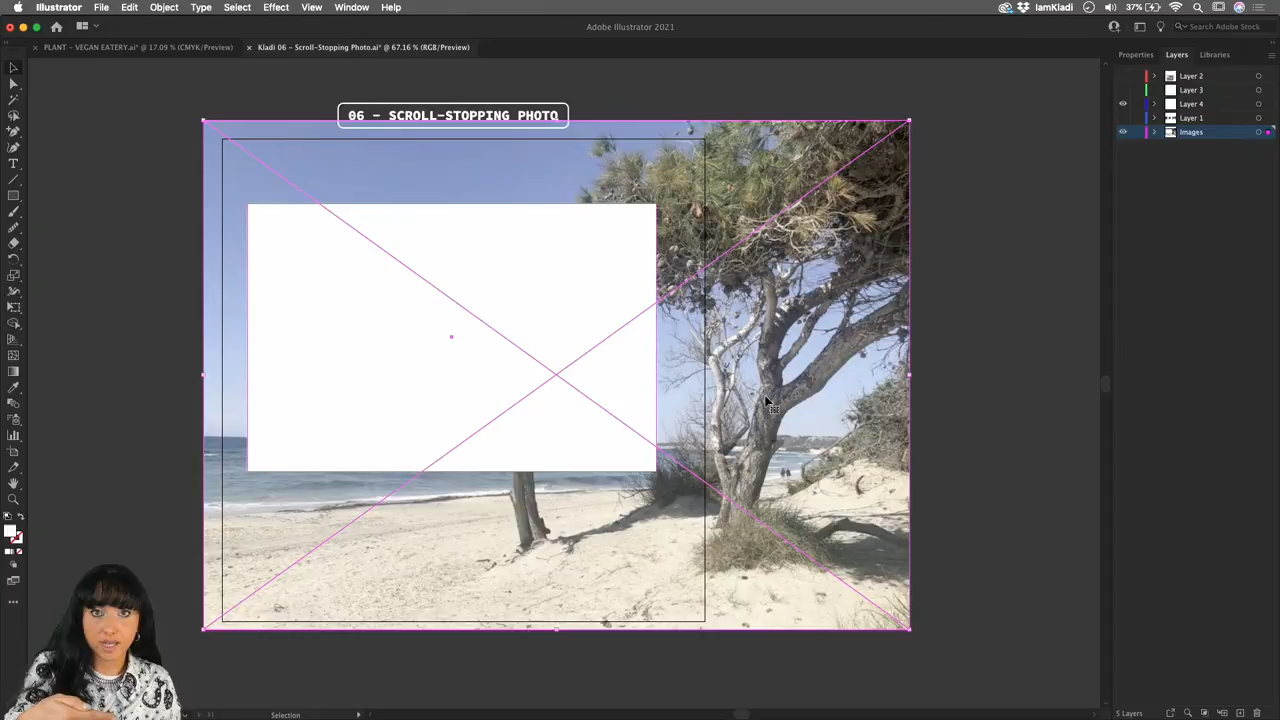 Illustrator File Edit Object Type Select Effect View Window Help
IamKladi 37%
Adobe Illustrator 2021
Search Adobe Stock
PLANT - VEGAN EATERY.ai* @ 17.09 % (CMYK/Preview)
Kladi 06 - Scroll-Stopping Photo.ai* @ 67.16 % (RGB/Preview)
Properties Layers Libraries
Layer 2
Layer 3
Layer 4
Layer 1
Images
06 - SCROLL-STOPPING PHOTO
Selection
5 Layers